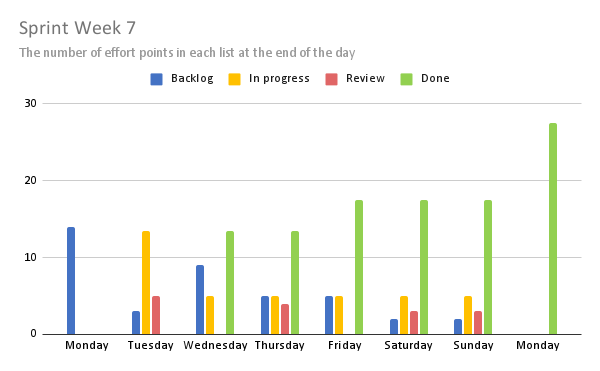 Sprint Week 7
The number of effort points in each list at the end of the day
Backlog In progress Review Done
30
20
10
0
Monday Tuesday Wednesday Thursday Friday Saturday Sunday Monday